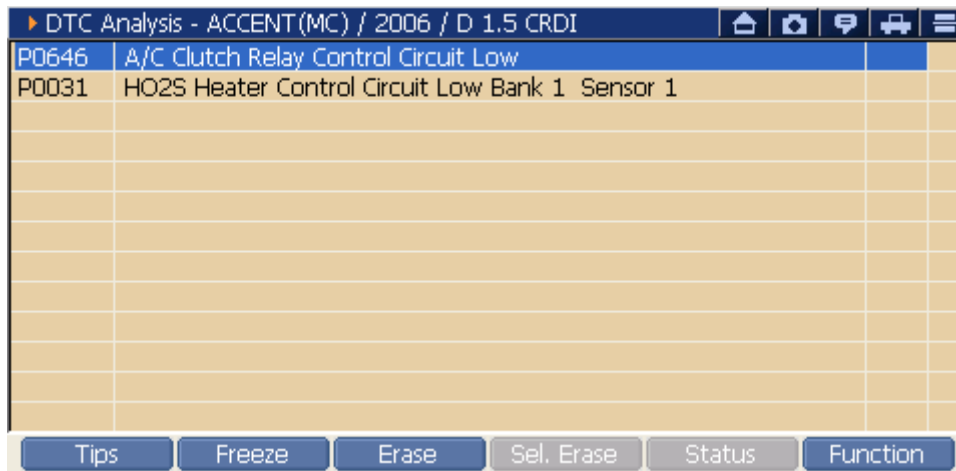 DTC Analysis - ACCENT(MC) / 2006 / D 1.5 CRDI
P0646 A/C Clutch Relay Control Circuit Low
P0031 HO2S Heater Control Circuit Low Bank 1 Sensor 1
Tips Freeze Erase Sel. Erase Status Function